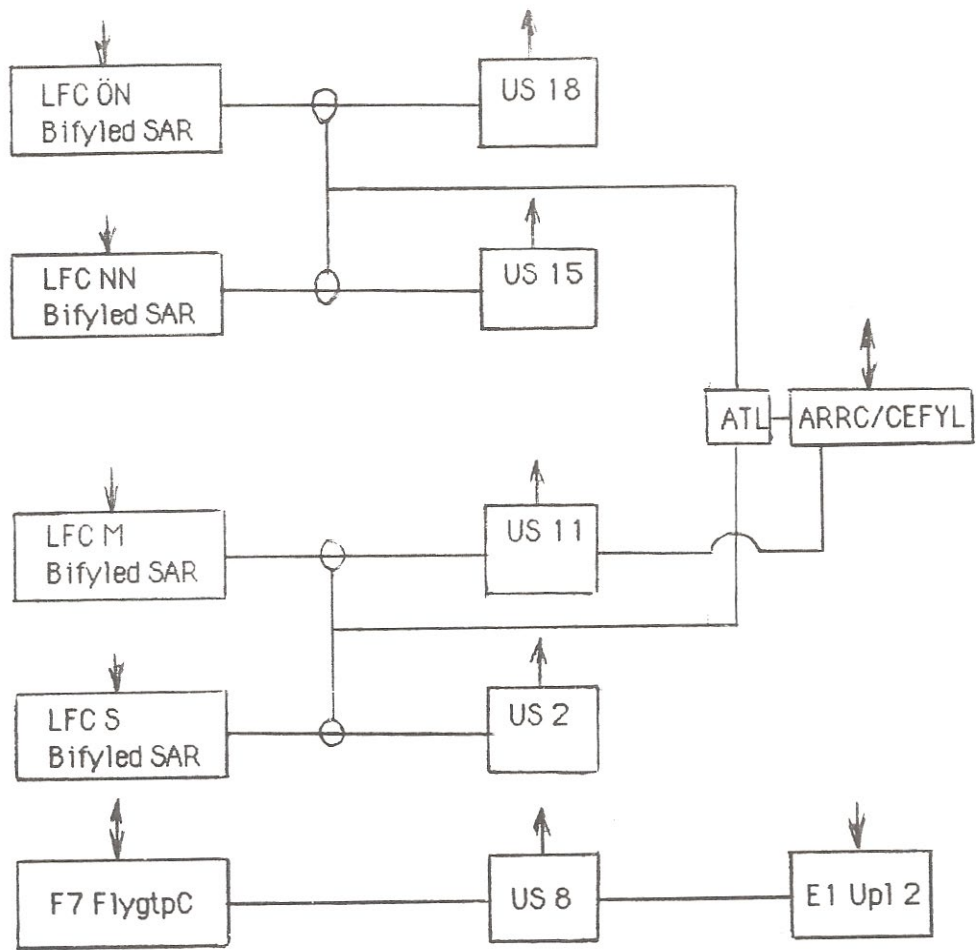 LFC ÖN
Bifyled SAR
US 18
LFC NN
Bifyled SAR
US 15
ATL
ARRC/CEFYL
LFC M
Bifyled SAR
US 11
LFC S
Bifyled SAR
US 2
F7 FlygtpC
US 8
E1 Upl 2